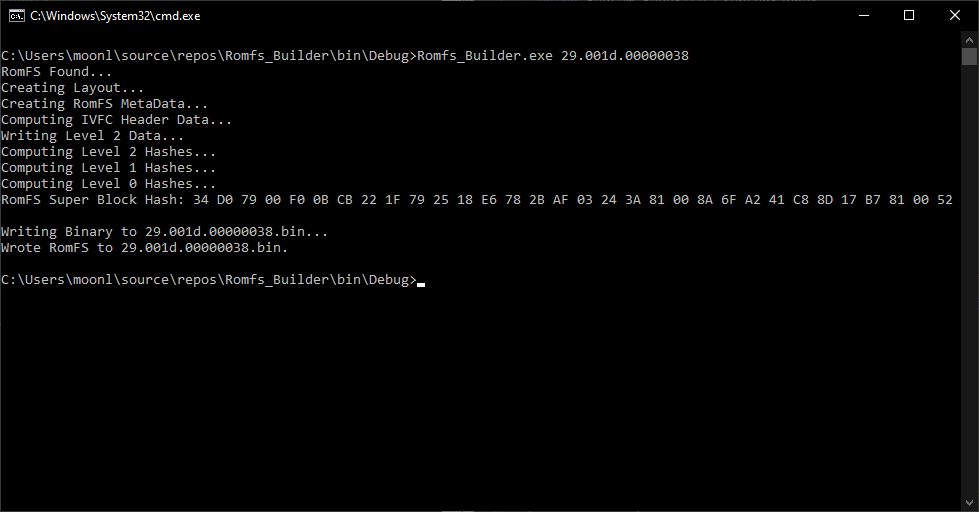 C:\Windows\System32\cmd.exe
C:\Users\moonl\source\repos\Romfs_Builder\bin\Debug>Romfs_Builder.exe 29.001d.00000038
RomFS Found...
Creating Layout...
Creating RomFS MetaData...
Computing IVFC Header Data...
Writing Level 2 Data...
Computing Level 2 Hashes...
Computing Level 1 Hashes...
Computing Level 0 Hashes...
RomFS Super Block Hash: 34 D0 79 00 F0 0B CB 22 1F 79 25 18 E6 78 2B AF 03 24 3A 81 00 8A 6F A2 41 C8 8D 17 B7 81 00 52
Writing Binary to 29.001d.00000038.bin...
Wrote RomFS to 29.001d.00000038.bin.
C:\Users\moonl\source\repos\Romfs_Builder\bin\Debug>